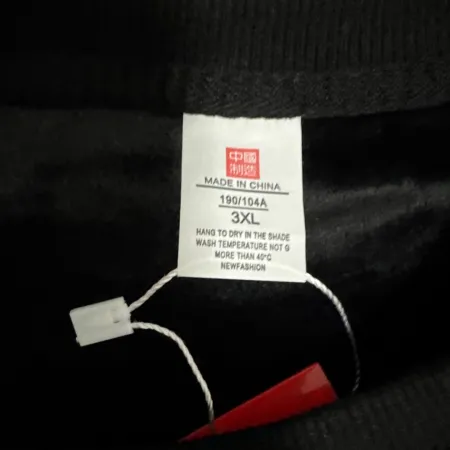 中國
制造
MADE IN CHINA
190/104A
3XL
HANG TO DRY IN THE SHADE
WASH TEMPERATURE NOT G
MORE THAN 40°C
NEWFASHION